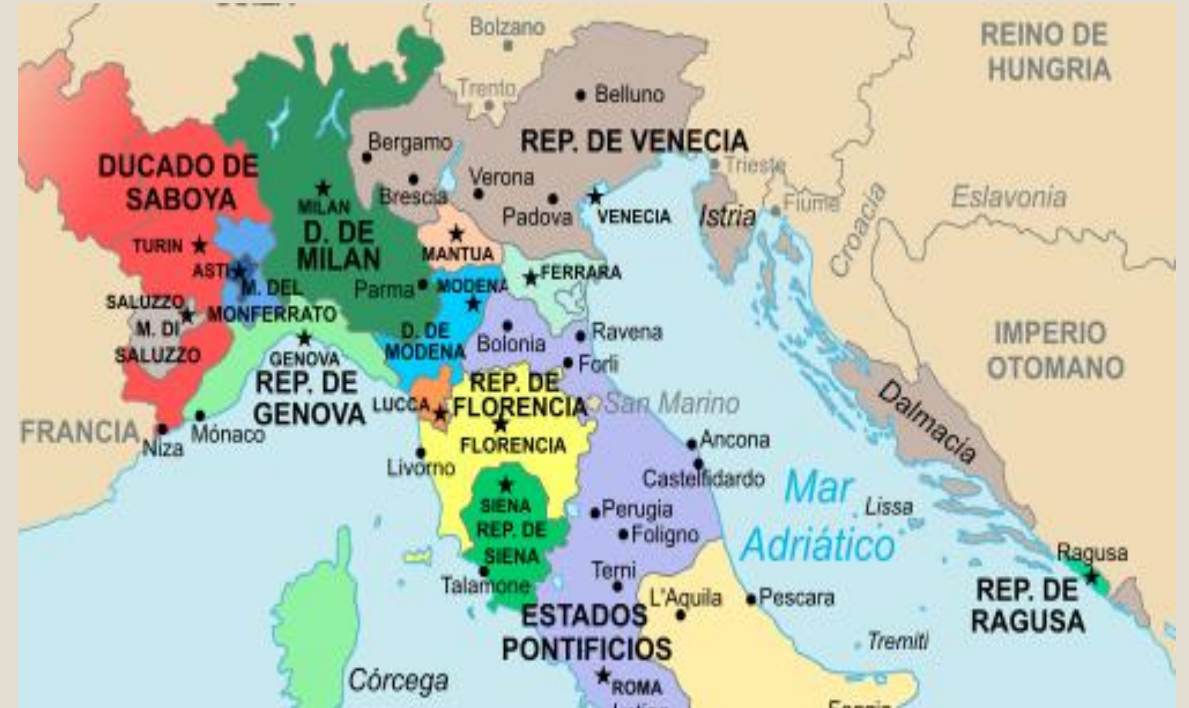 Bolzano
REINO DE
HUNGRIA
Trento
Belluno
Bergamo
REP. DE VENECIA
DUCADO DE
SABOYA
Trieste
Verona
Brescia
Padova
VENECIA
Istria
Fiume
Croacia
Eslavonia
MILAN
D. DE
MILAN
TURIN
MANTUA
ASTI
FERRARA
MODENA
Parma
M. DEL
MONFERRATO
SALUZZO
M. DI
SALUZZO
D. DE
MODENA
Bolonia
Ravena
Forli
IMPERIO
OTOMANO
GENOVA
REP. DE
GENOVA
LUCCA
REP. DE
FLORENCIA
San Marino
Dalmacia
FRANCIA
Niza
Mónaco
FLORENCIA
Livorno
Ancona
Castelfidardo
Mar
Adriático
Lissa
SIENA
REP. DE
SIENA
Perugia
Foligno
Talamone
Terni
L'Aquila
Pescara
Ragusa
REP. DE
RAGUSA
ESTADOS
PONTIFICIOS
Tremiti
Córcega
ROMA